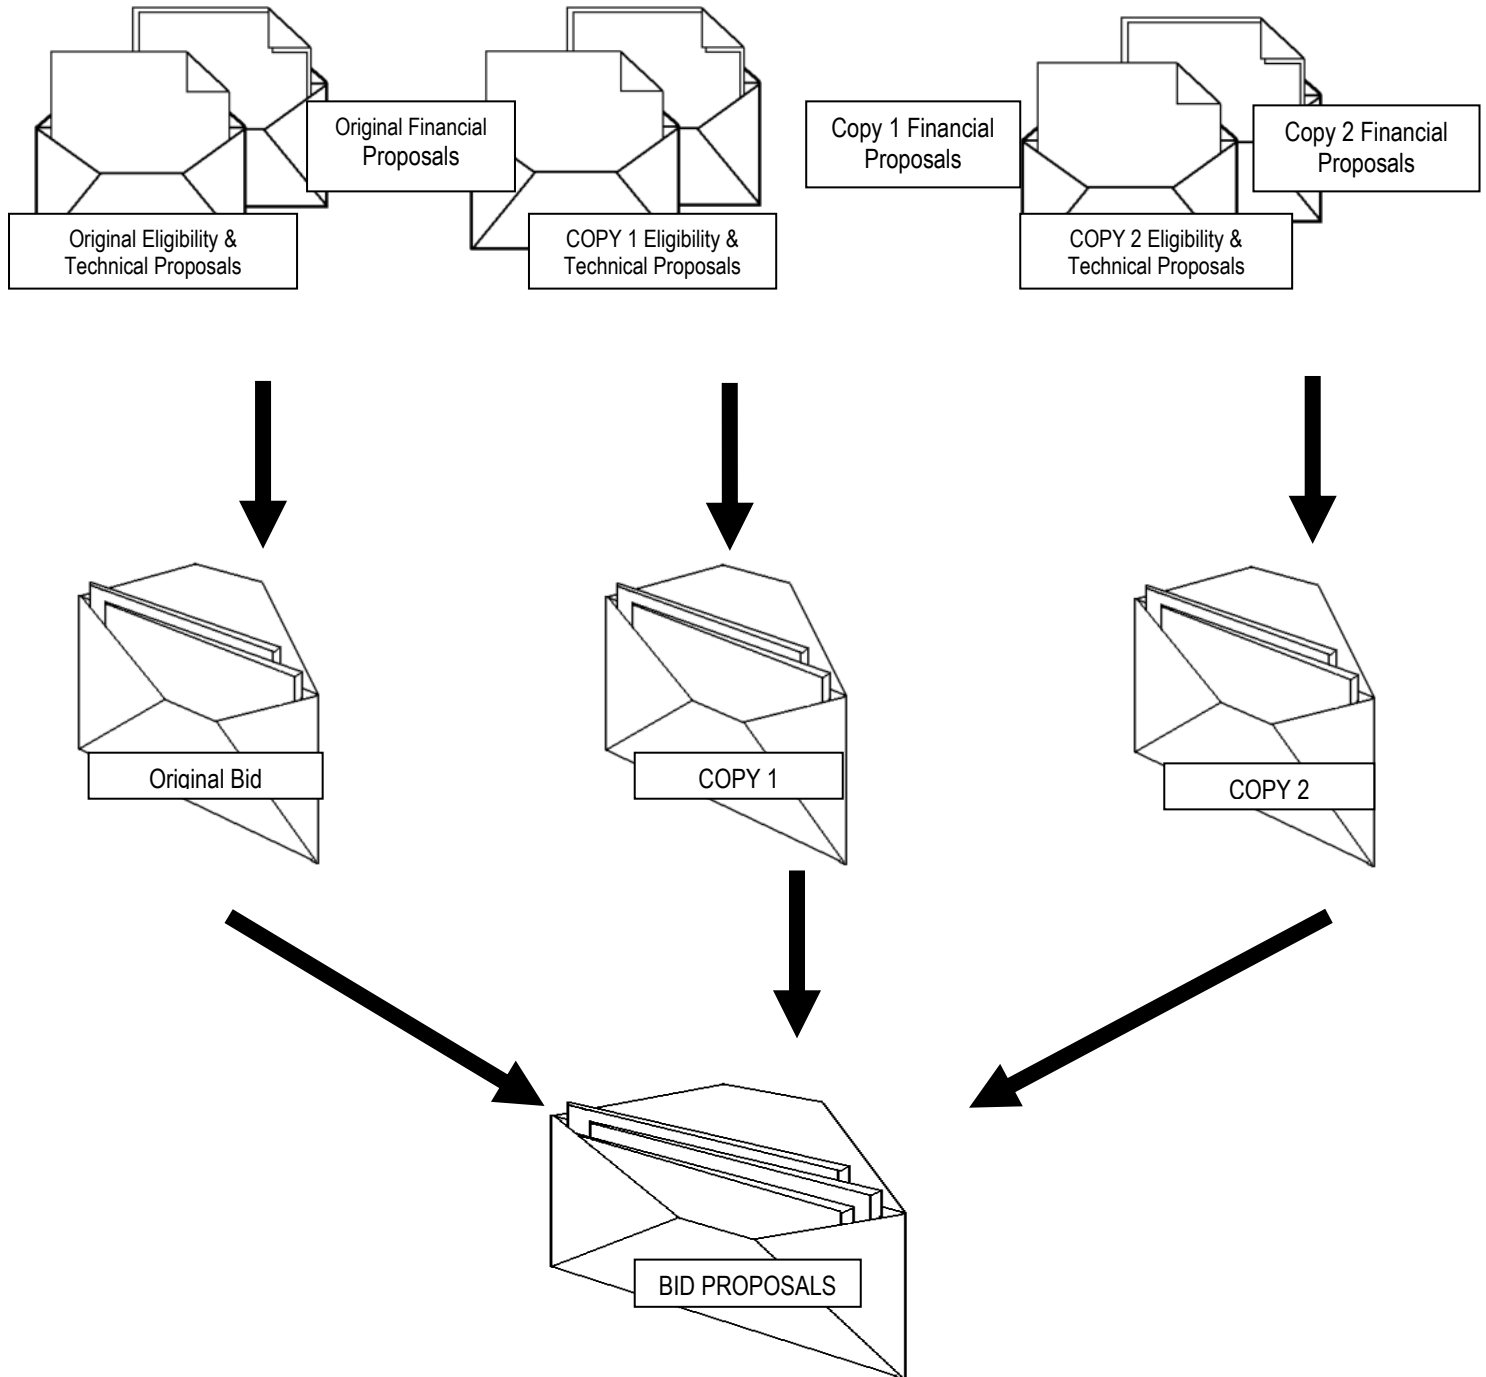 Original Financial
Proposals
Copy 1 Financial
Proposals
Copy 2 Financial
Proposals
Original Eligibility &
Technical Proposals
COPY 1 Eligibility &
Technical Proposals
COPY 2 Eligibility &
Technical Proposals
Original Bid
COPY 1
COPY 2
BID PROPOSALS